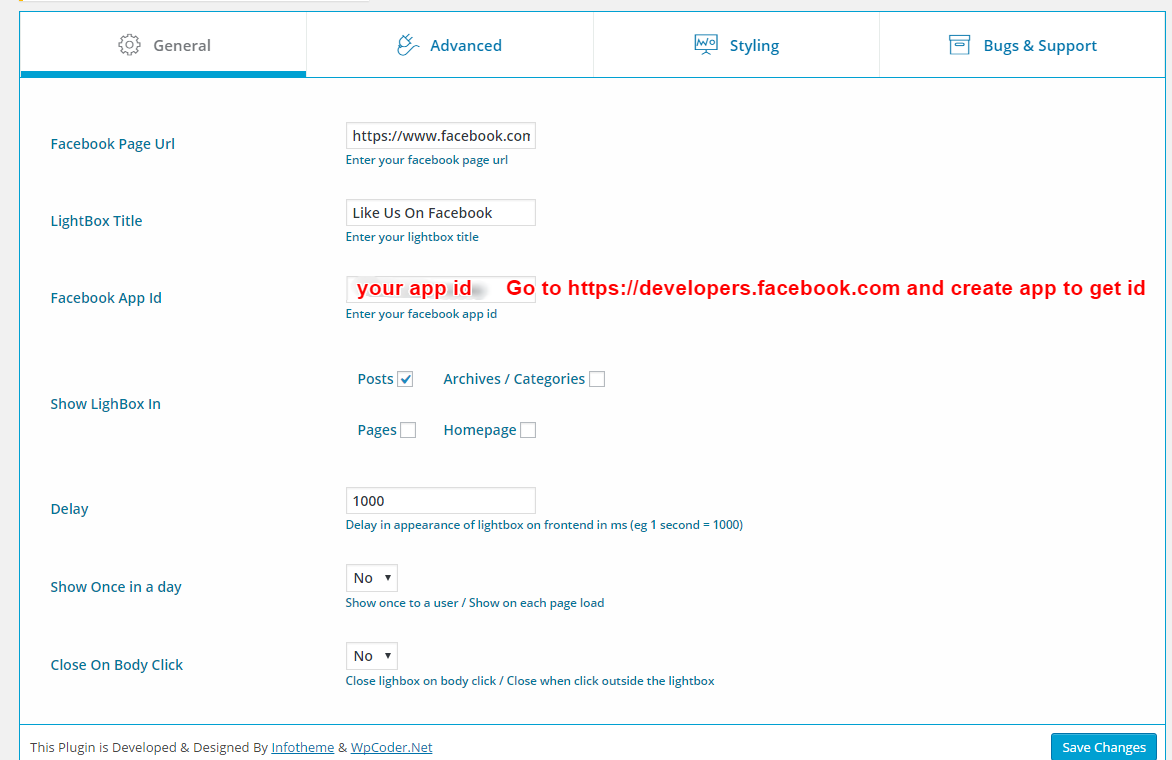 General Advanced Styling Bugs & Support
Facebook Page Url https://www.facebook.com
Enter your facebook page url
LightBox Title Like Us On Facebook
Enter your lightbox title
Facebook App Id your app id Go to https://developers.facebook.com and create app to get id
Enter your facebook app id
Posts Archives / Categories
Show LighBox In
Pages Homepage
Delay 1000
Delay in appearance of lightbox on frontend in ms (eg 1 second = 1000)
Show Once in a day No
Show once to a user / Show on each page load
Close On Body Click No
Close lighbox on body click / Close when click outside the lightbox
This Plugin is Developed & Designed By Infotheme & WpCoder.Net Save Changes